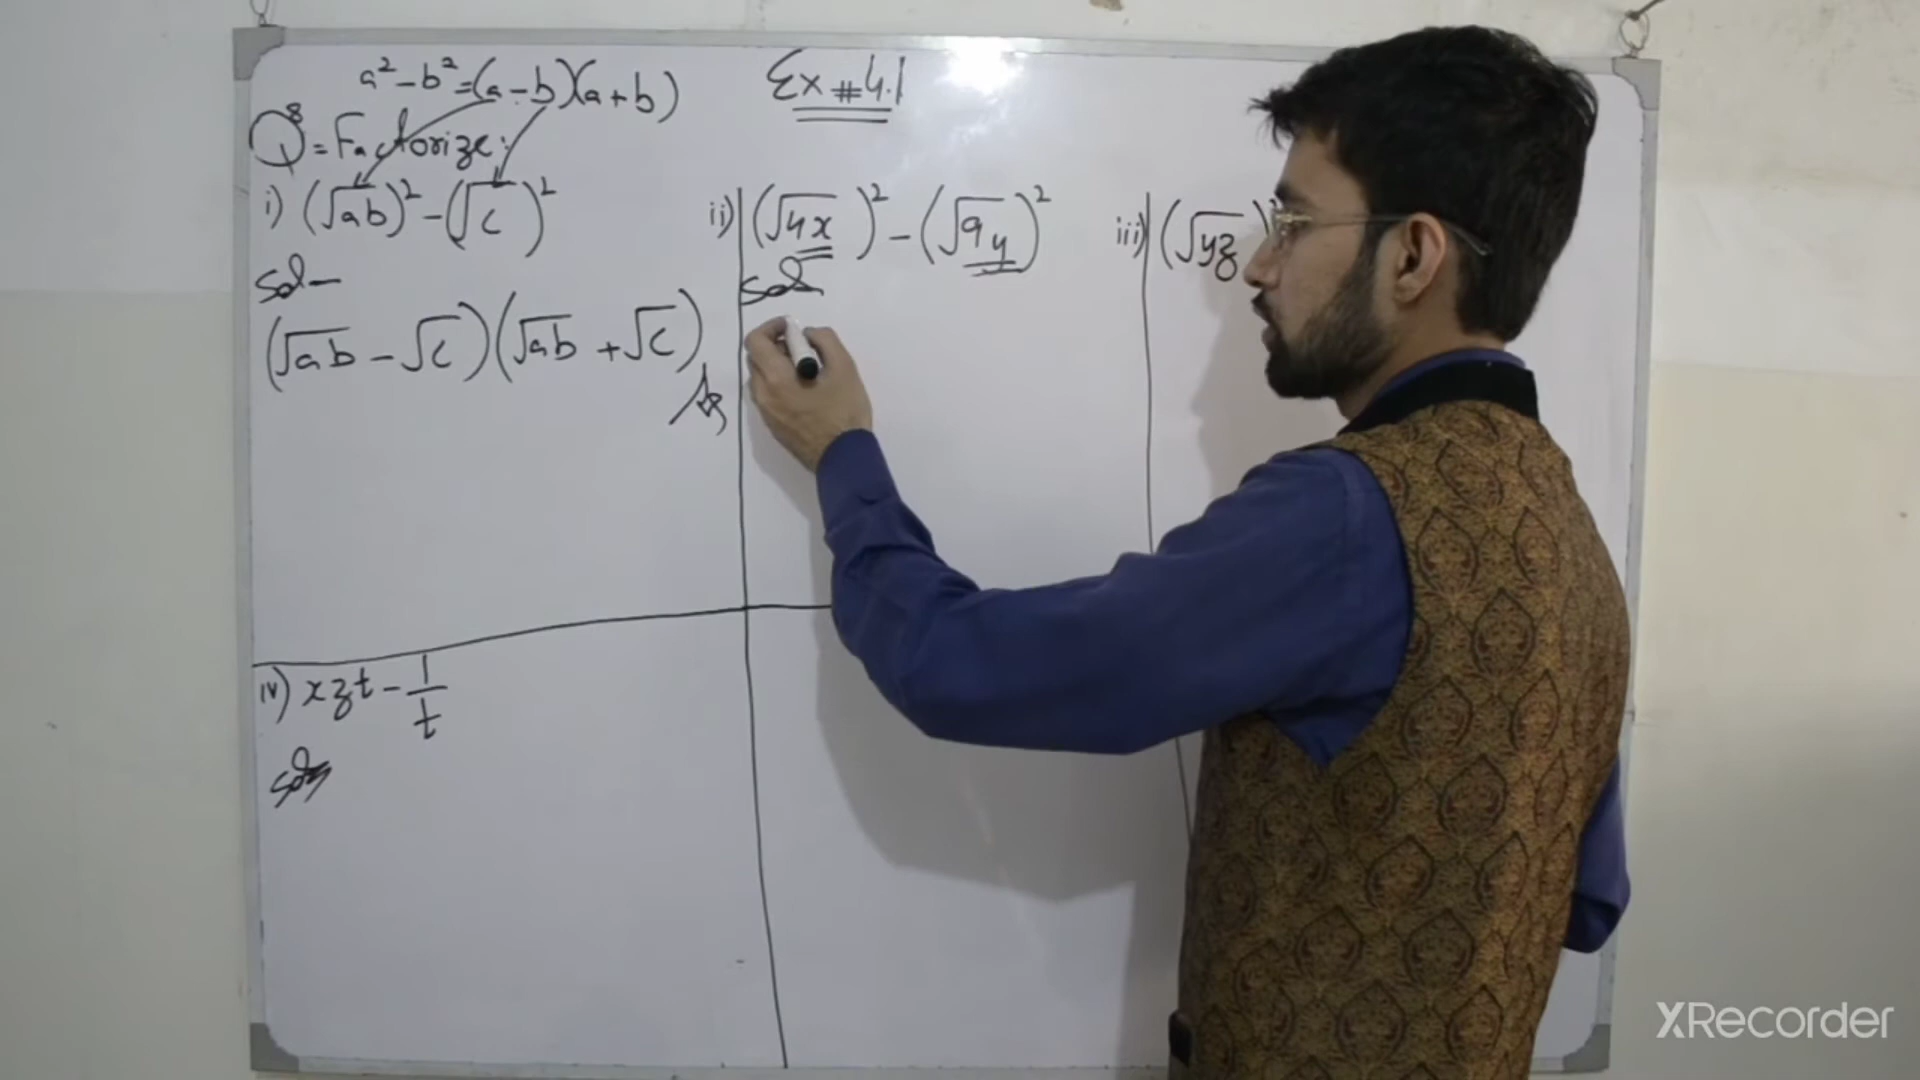 a² - b² = (a - b)(a + b)
Ex # 4.1
Q8 = Factorize:
i) (√ab)² - (√c)²
ii) (√4x)² - (√9y)²
iii) (√yz)
Sol-
Sol
(√ab - √c)(√ab + √c)
iv) xzt - 1/t
Sol
XRecorder